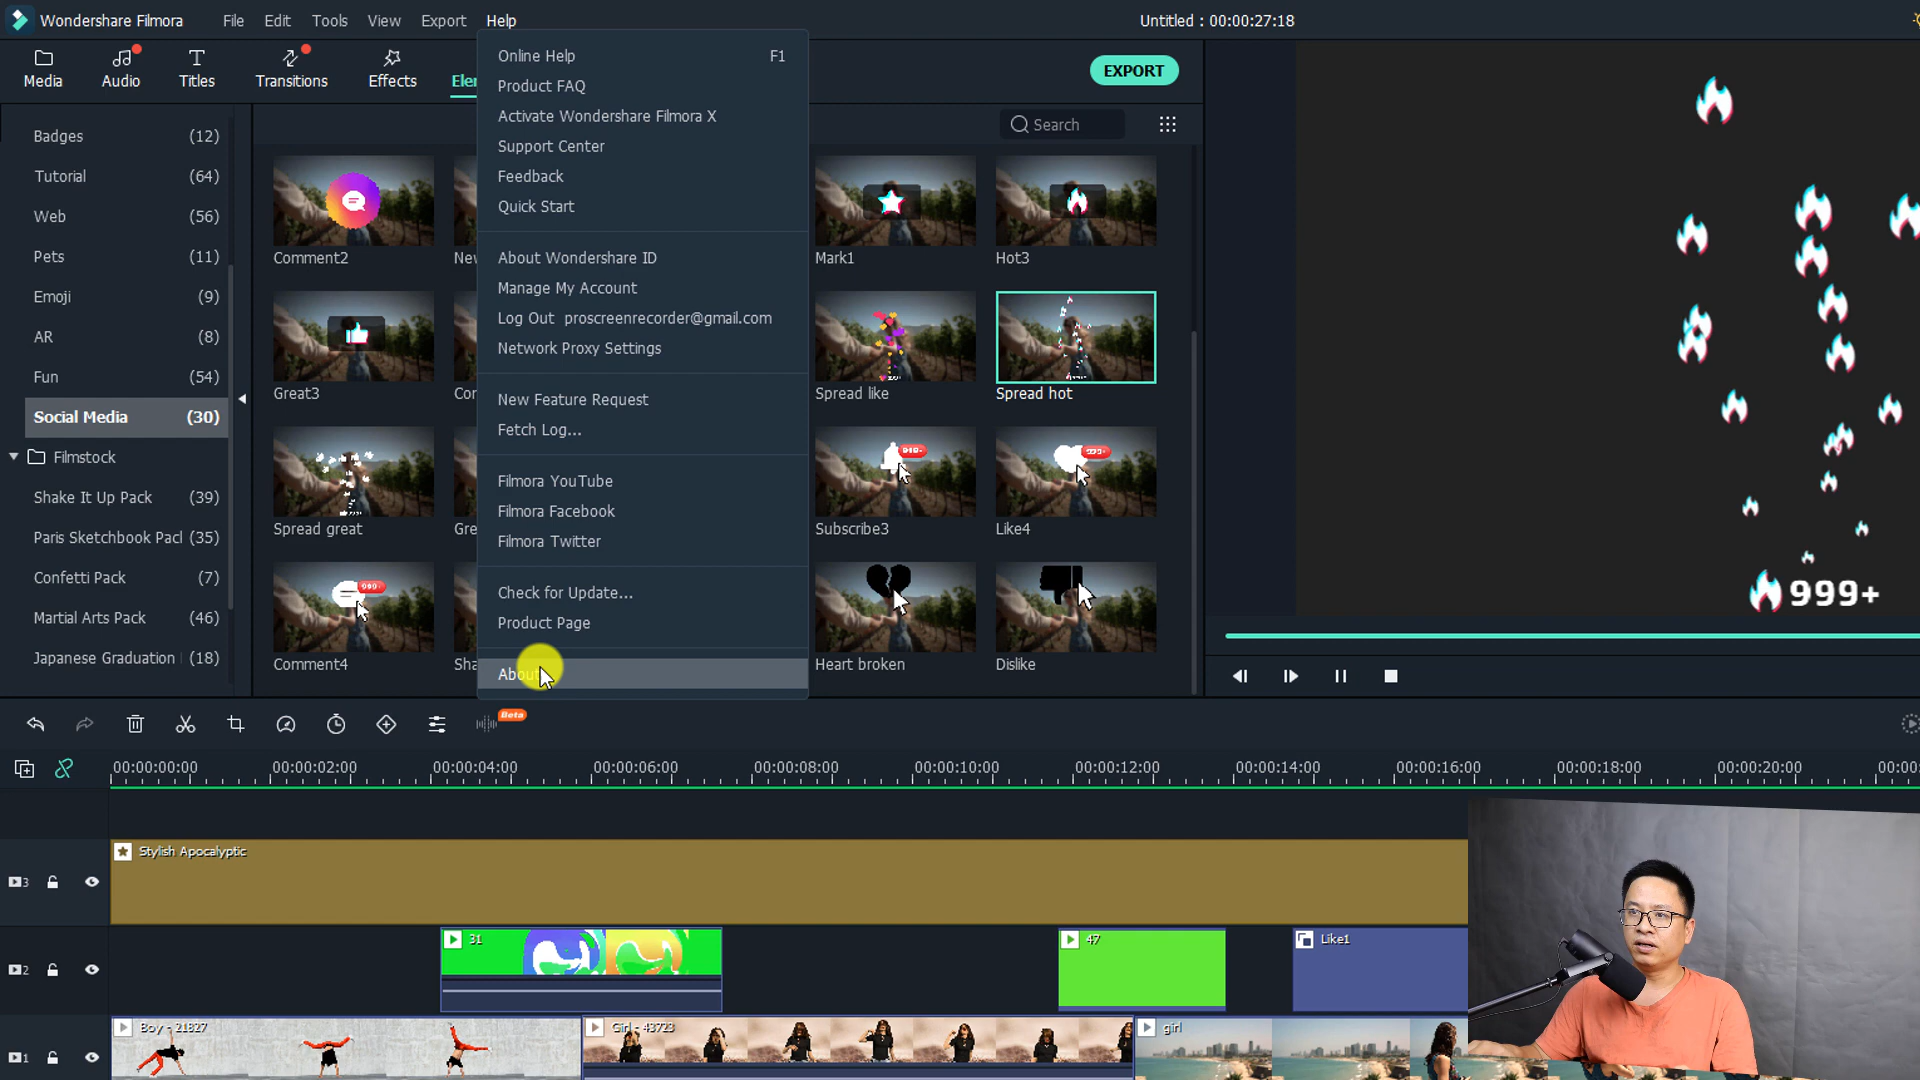 Wondershare Filmora File Edit Tools View Export Help Untitled : 00:00:27:18
Media Audio Titles Transitions Effects EXPORT
Search
Badges (12)
Tutorial (64)
Web (56)
Pets (11)
Emoji (9)
AR (8)
Fun (54)
Social Media (30)
Filmstock
Shake It Up Pack (39)
Paris Sketchbook Pacl (35)
Confetti Pack (7)
Martial Arts Pack (46)
Japanese Graduation (18)
Online Help F1
Product FAQ
Activate Wondershare Filmora X
Support Center
Feedback
Quick Start
About Wondershare ID
Manage My Account
Log Out proscreenrecorder@gmail.com
Network Proxy Settings
New Feature Request
Fetch Log...
Filmora YouTube
Filmora Facebook
Filmora Twitter
Check for Update...
Product Page
About
Comment2 Mark1 Hot3
Great3 Spread like Spread hot
Spread great Subscribe3 Like4
Comment4 Heart broken Dislike
999+
Beta
00:00:00:00 00:00:02:00 00:00:04:00 00:00:06:00 00:00:08:00 00:00:10:00 00:00:12:00 00:00:14:00 00:00:16:00 00:00:18:00 00:00:20:00
Stylish Apocalyptic
3
31 47 Like1
2
Boy - 21827 Girl - 43723 girl
1